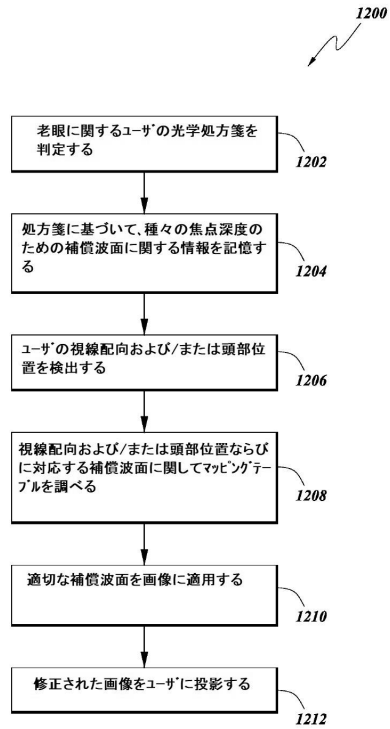 1200
老眼に関するユーザの光学処方箋を
判定する
1202
処方箋に基づいて、種々の焦点深度の
ための補償波面に関する情報を記憶す
る
1204
ユーザの視線配向および/または頭部位
置を検出する
1206
視線配向および/または頭部位置ならび
に対応する補償波面に関してマッピングテ
ーブルを調べる
1208
適切な補償波面を画像に適用する
1210
修正された画像をユーザに投影する
1212